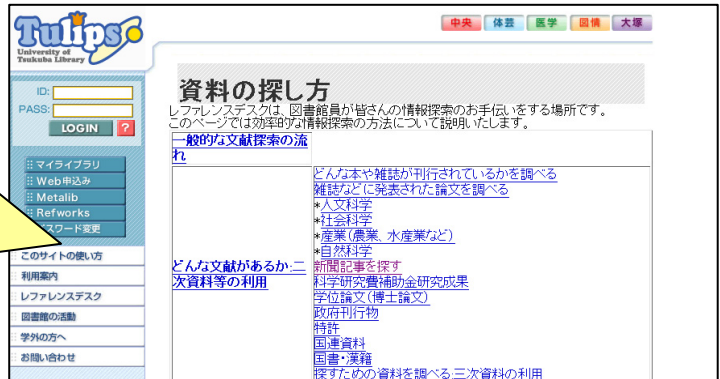 Tulips
University of
Tsukuba Library
中央 体芸 医学 図情 大塚
ID:
PASS:
LOGIN ?
マイライブラリ
Web申込み
Metalib
Refworks
スワード変更
このサイトの使い方
利用案内
レファレンスデスク
図書館の活動
学外の方へ
お問い合わせ
資料の探し方
レファレンスデスクは、図書館員が皆さんの情報探索のお手伝いをする場所です。
このページでは効率的な情報探索の方法について説明いたします。
一般的な文献探索の流
れ
どんな文献があるか:二
次資料等の利用
どんな本や雑誌が刊行されているかを調べる
雑誌などに発表された論文を調べる
*人文科学
*社会科学
*産業(農業、水産業など)
*自然科学
新聞記事を探す
科学研究費補助金研究成果
学位論文(博士論文)
政府刊行物
特許
国連資料
国書・漢籍
探すための資料を調べる:三次資料の利用